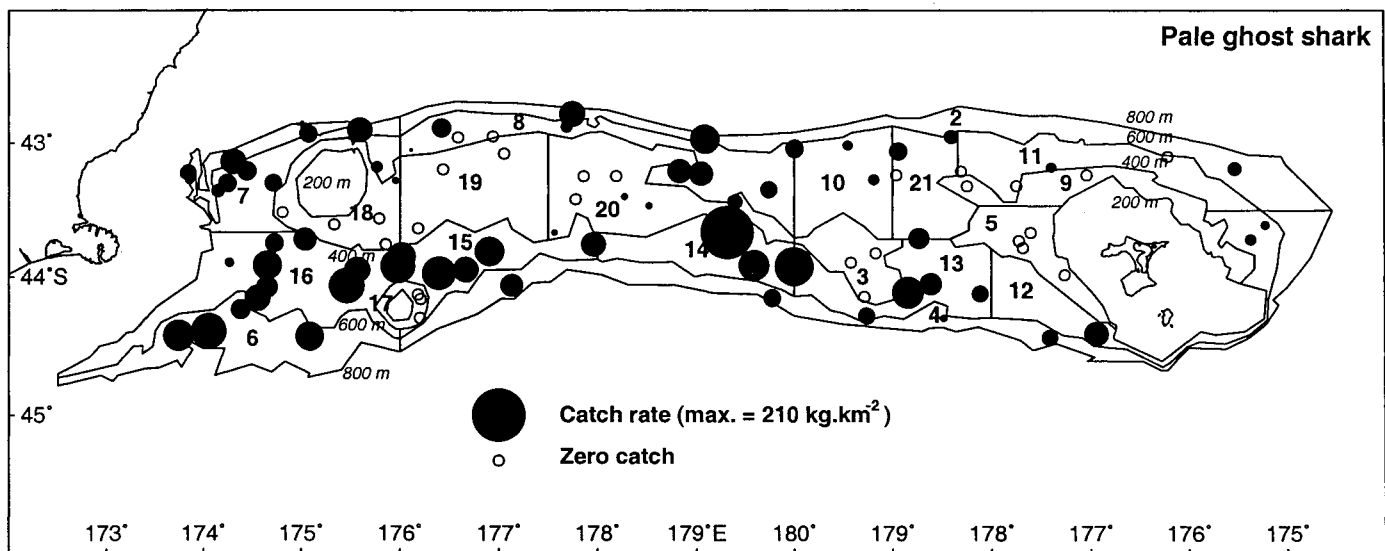 Pale ghost shark
800 m
2
8
600 m
43˚
400 m
11
9
200 m
19
10
21
7
200 m
18
20
5
15
14
400 m
44˚S
16
13
3
17
12
4
600 m
6
800 m
45˚
Catch rate (max. = 210 kg.km-2 )
Zero catch
173˚ 174˚ 175˚ 176˚ 177˚ 178˚ 179˚E 180˚ 179˚ 178˚ 177˚ 176˚ 175˚